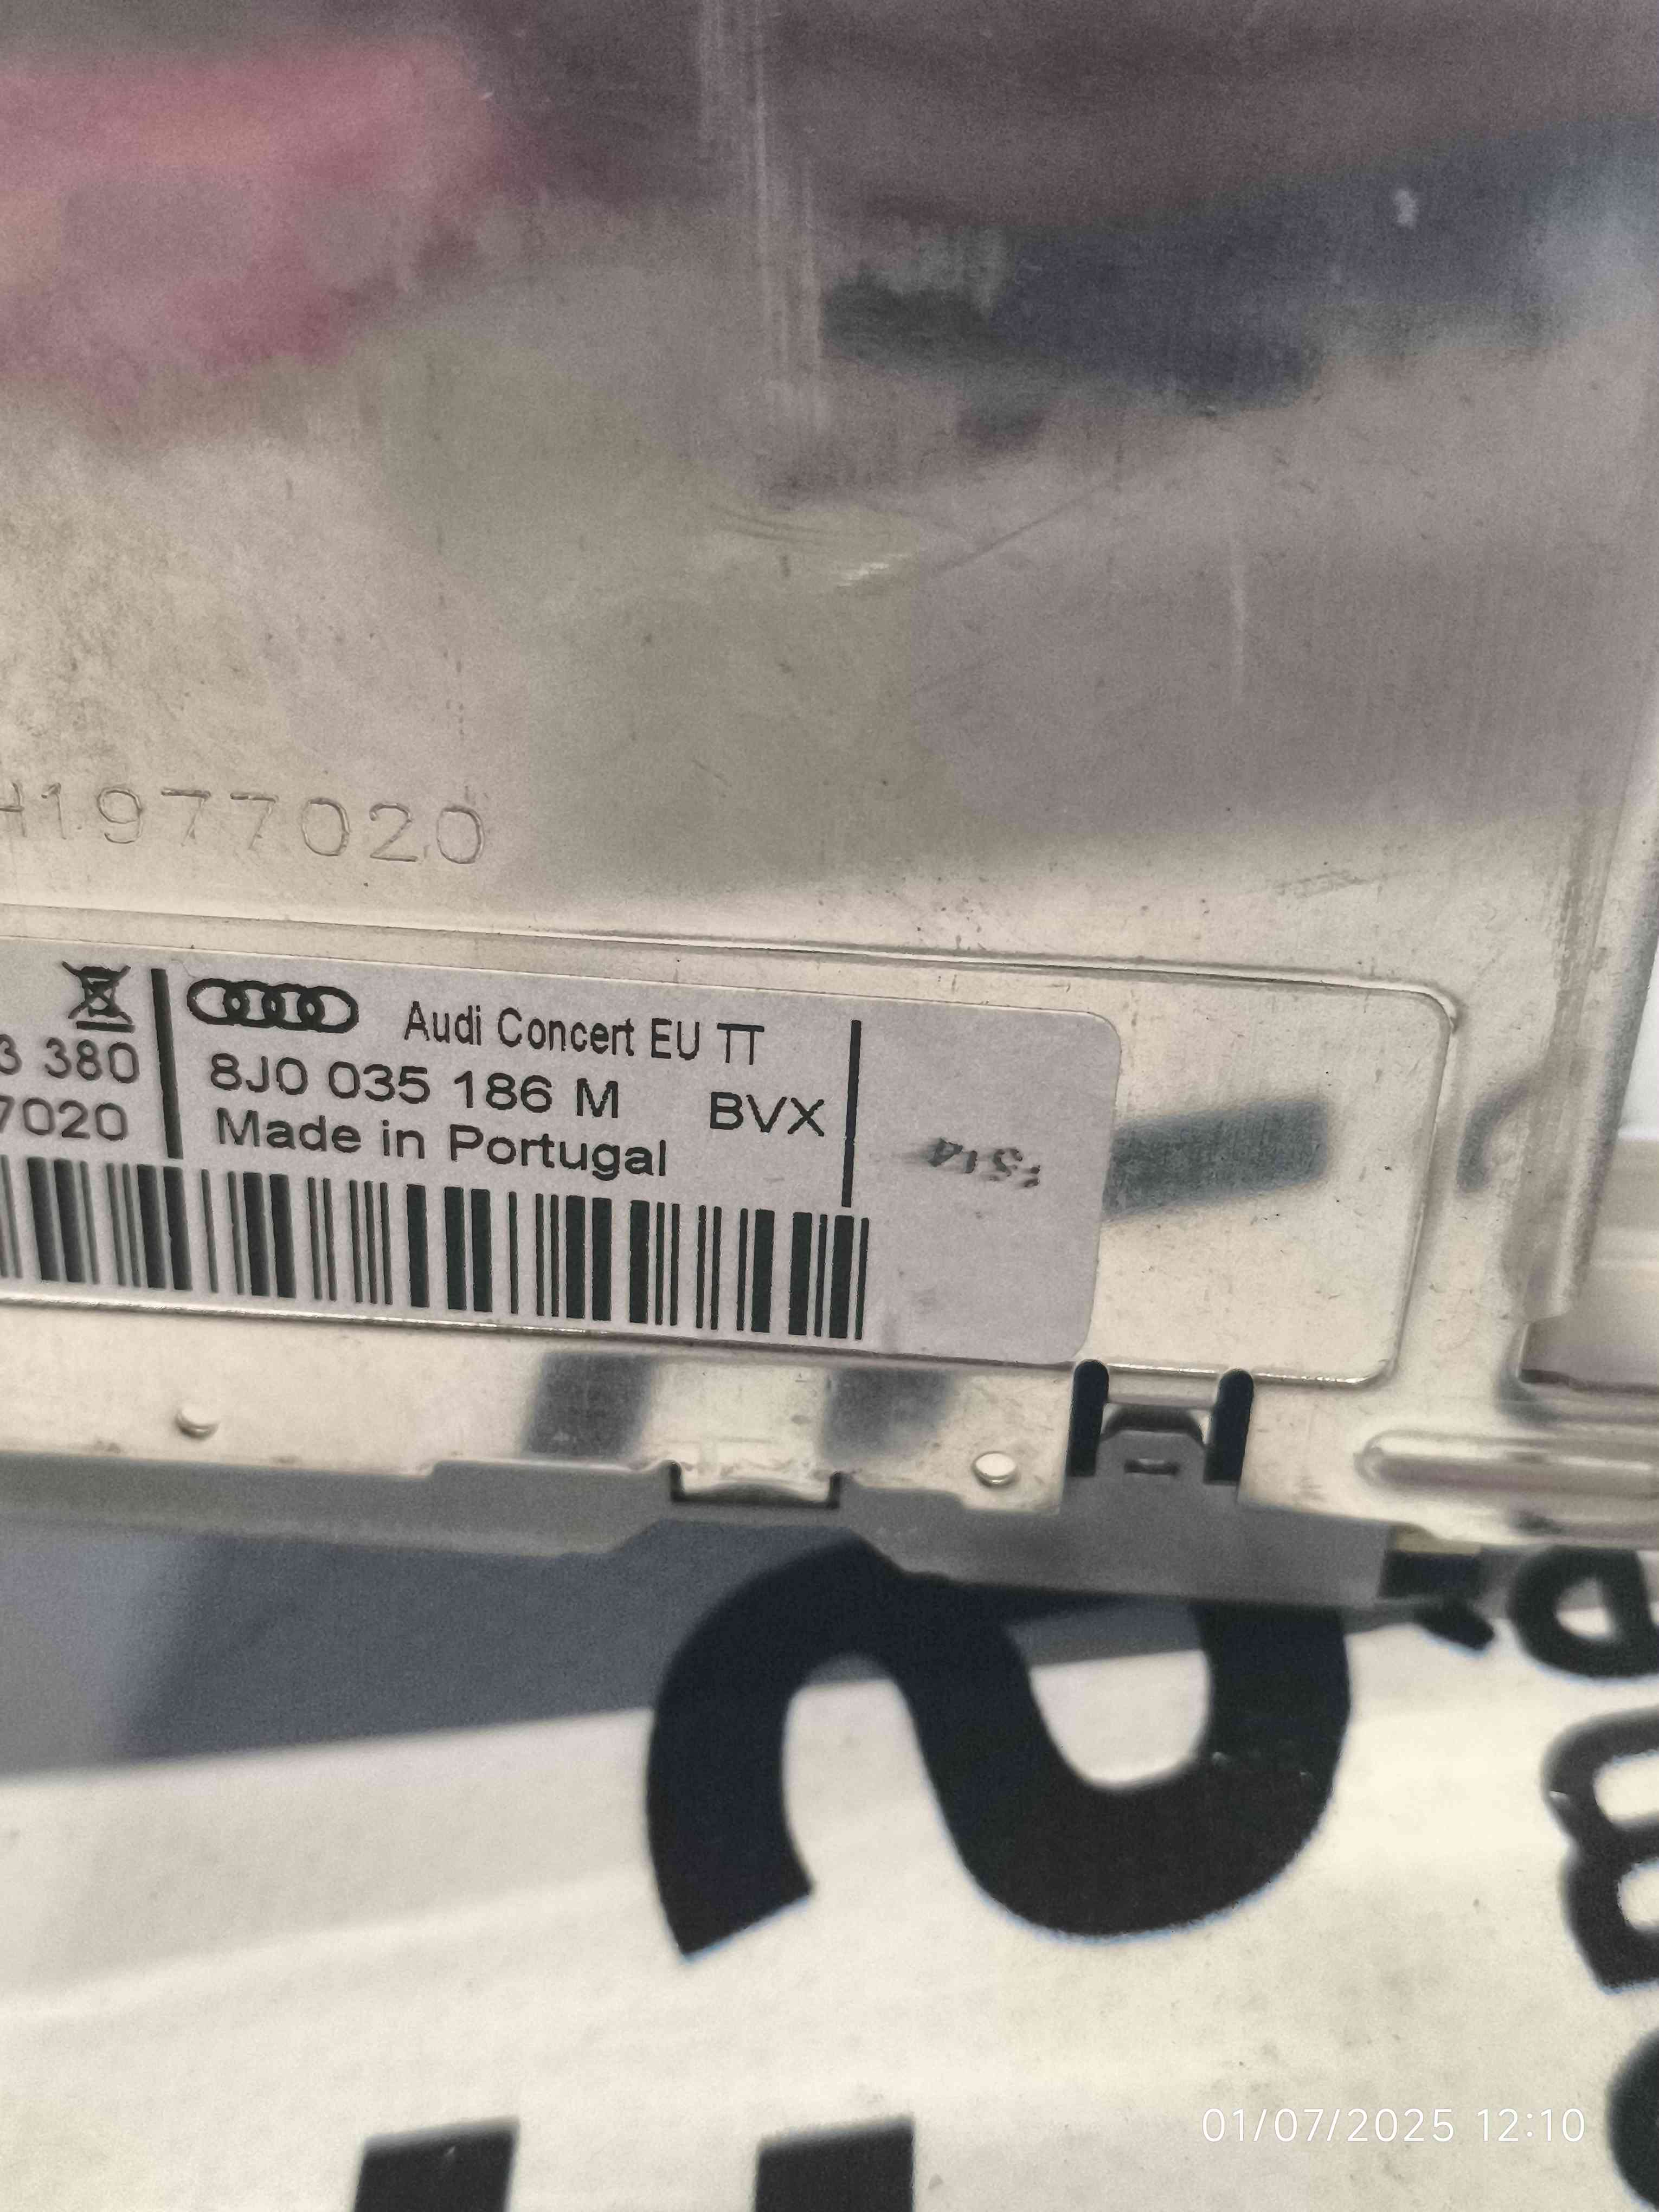 H1977020
Audi Concert EU TT
3 380
8J0 035 186 M BVX
7020
Made in Portugal
01/07/2025 12:10